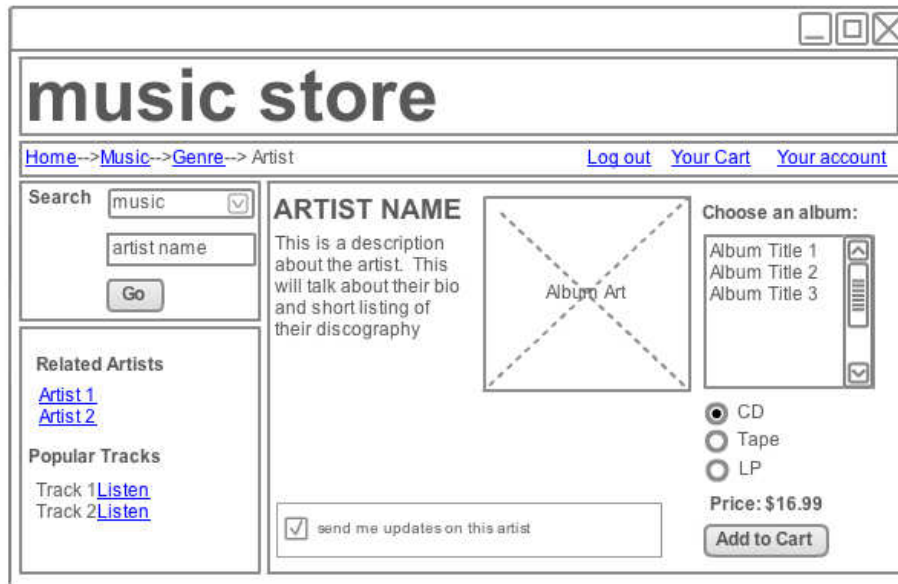 music store
Home-->Music-->Genre--> Artist
Log out Your Cart Your account
Search
music
artist name
Go
Related Artists
Artist 1
Artist 2
Popular Tracks
Track 1Listen
Track 2Listen
ARTIST NAME
This is a description
about the artist. This
will talk about their bio
and short listing of
their discography
Album Art
send me updates on this artist
Choose an album:
Album Title 1
Album Title 2
Album Title 3
CD
Tape
LP
Price: $16.99
Add to Cart